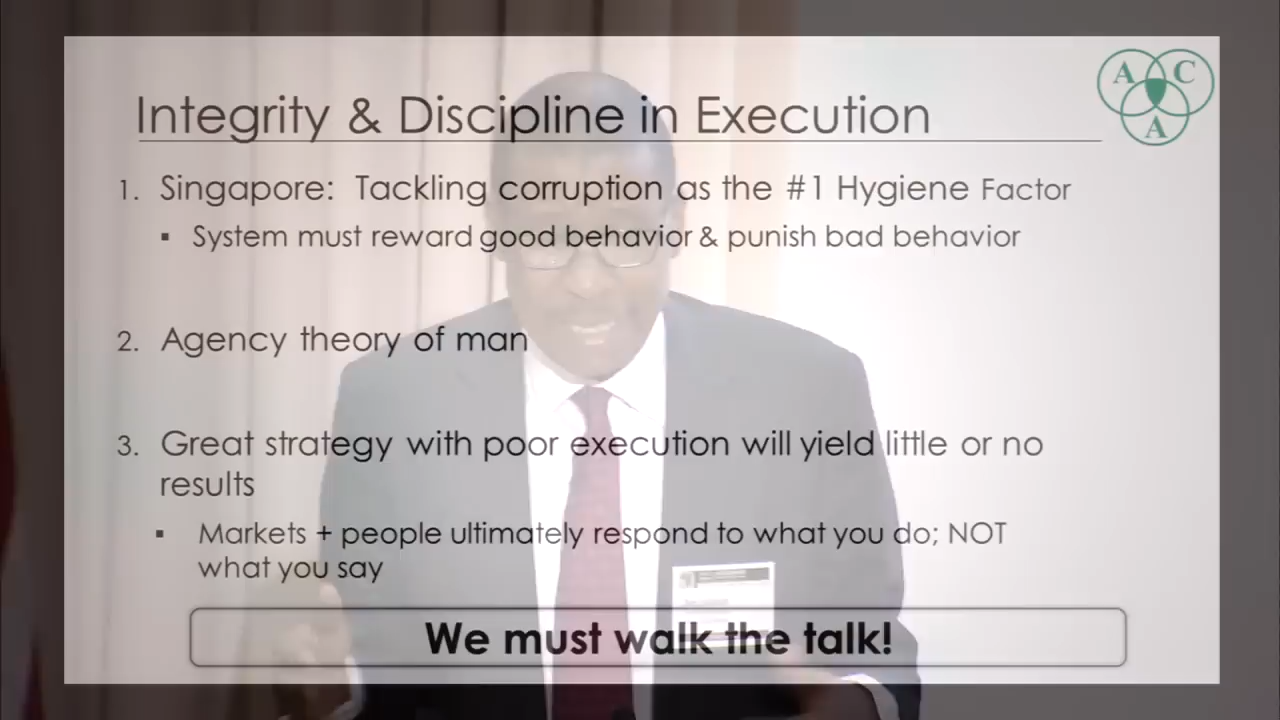 A C
A
Integrity & Discipline in Execution
1. Singapore: Tackling corruption as the #1 Hygiene Factor
▪ System must reward good behavior & punish bad behavior
2. Agency theory of man
3. Great strategy with poor execution will yield little or no
results
▪ Markets + people ultimately respond to what you do; NOT
what you say
We must walk the talk!